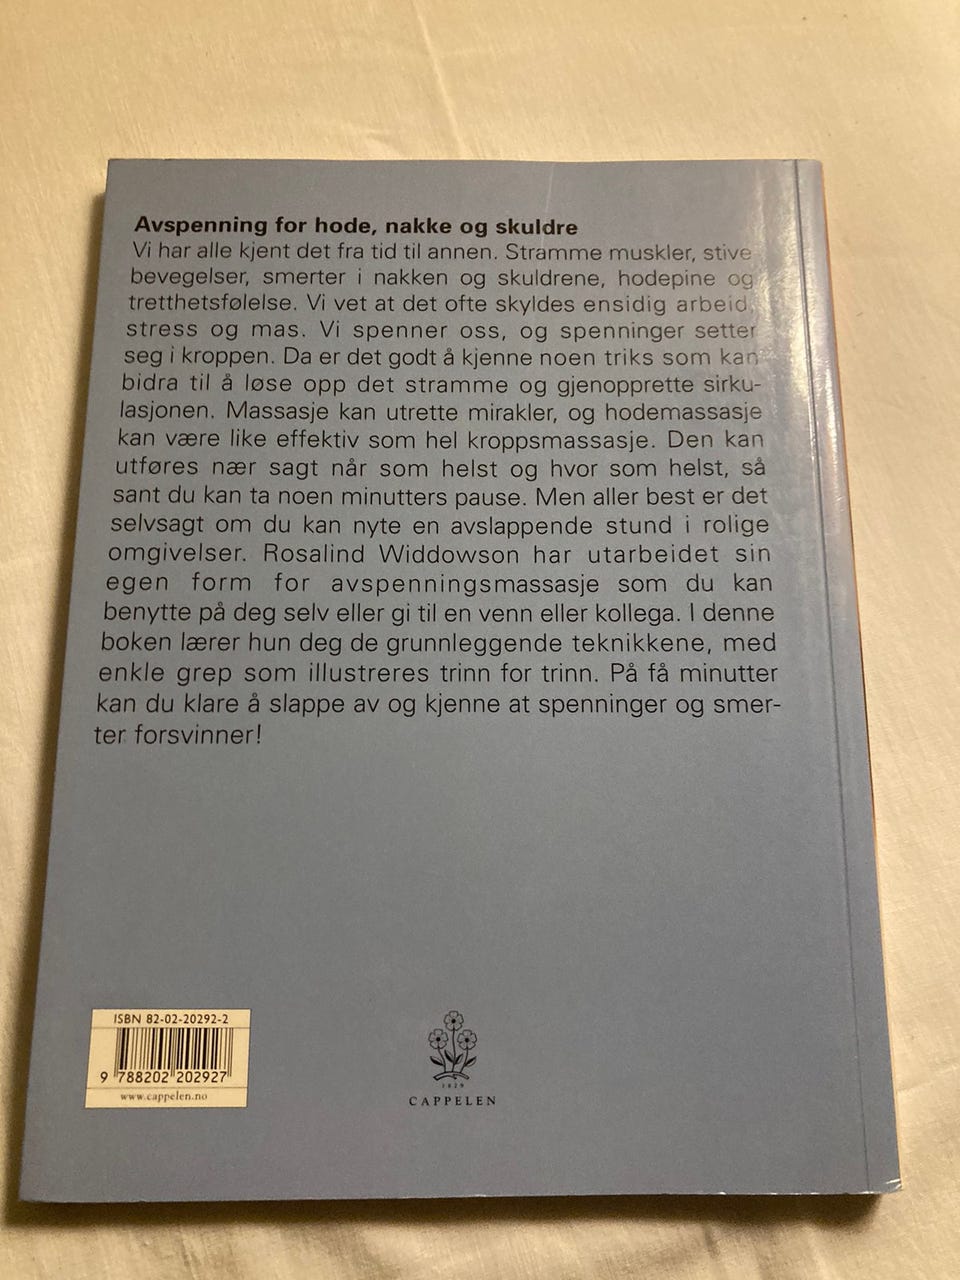 Avspenning for hode, nakke og skuldre
Vi har alle kjent det fra tid til annen. Stramme muskler, stive
bevegelser, smerter i nakken og skuldrene, hodepine og
tretthetsfølelse. Vi vet at det ofte skyldes ensidig arbeid,
stress og mas. Vi spenner oss, og spenninger setter
seg i kroppen. Da er det godt å kjenne noen triks som kan
bidra til å løse opp det stramme og gjenopprette sirku-
lasjonen. Massasje kan utrette mirakler, og hodemassasje
kan være like effektiv som hel kroppsmassasje. Den kan
utføres nær sagt når som helst og hvor som helst, så
sant du kan ta noen minutters pause. Men aller best er det
selvsagt om du kan nyte en avslappende stund i rolige
omgivelser. Rosalind Widdowson har utarbeidet sin
egen form for avspenningsmassasje som du kan
benytte på deg selv eller gi til en venn eller kollega. I denne
boken lærer hun deg de grunnleggende teknikkene, med
enkle grep som illustreres trinn for trinn. På få minutter
kan du klare å slappe av og kjenne at spenninger og smer-
ter forsvinner!
ISBN 82-02-20292-2
9 788202 202927
www.cappelen.no
1829
CAPPELEN